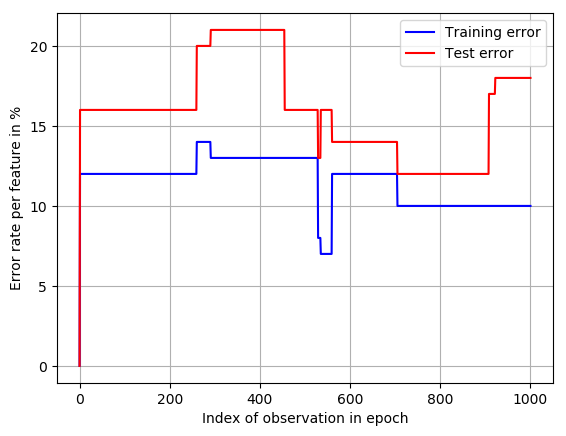 Training error
Test error
20
15
10
5
0
0 200 400 600 800 1000
Error rate per feature in %
Index of observation in epoch